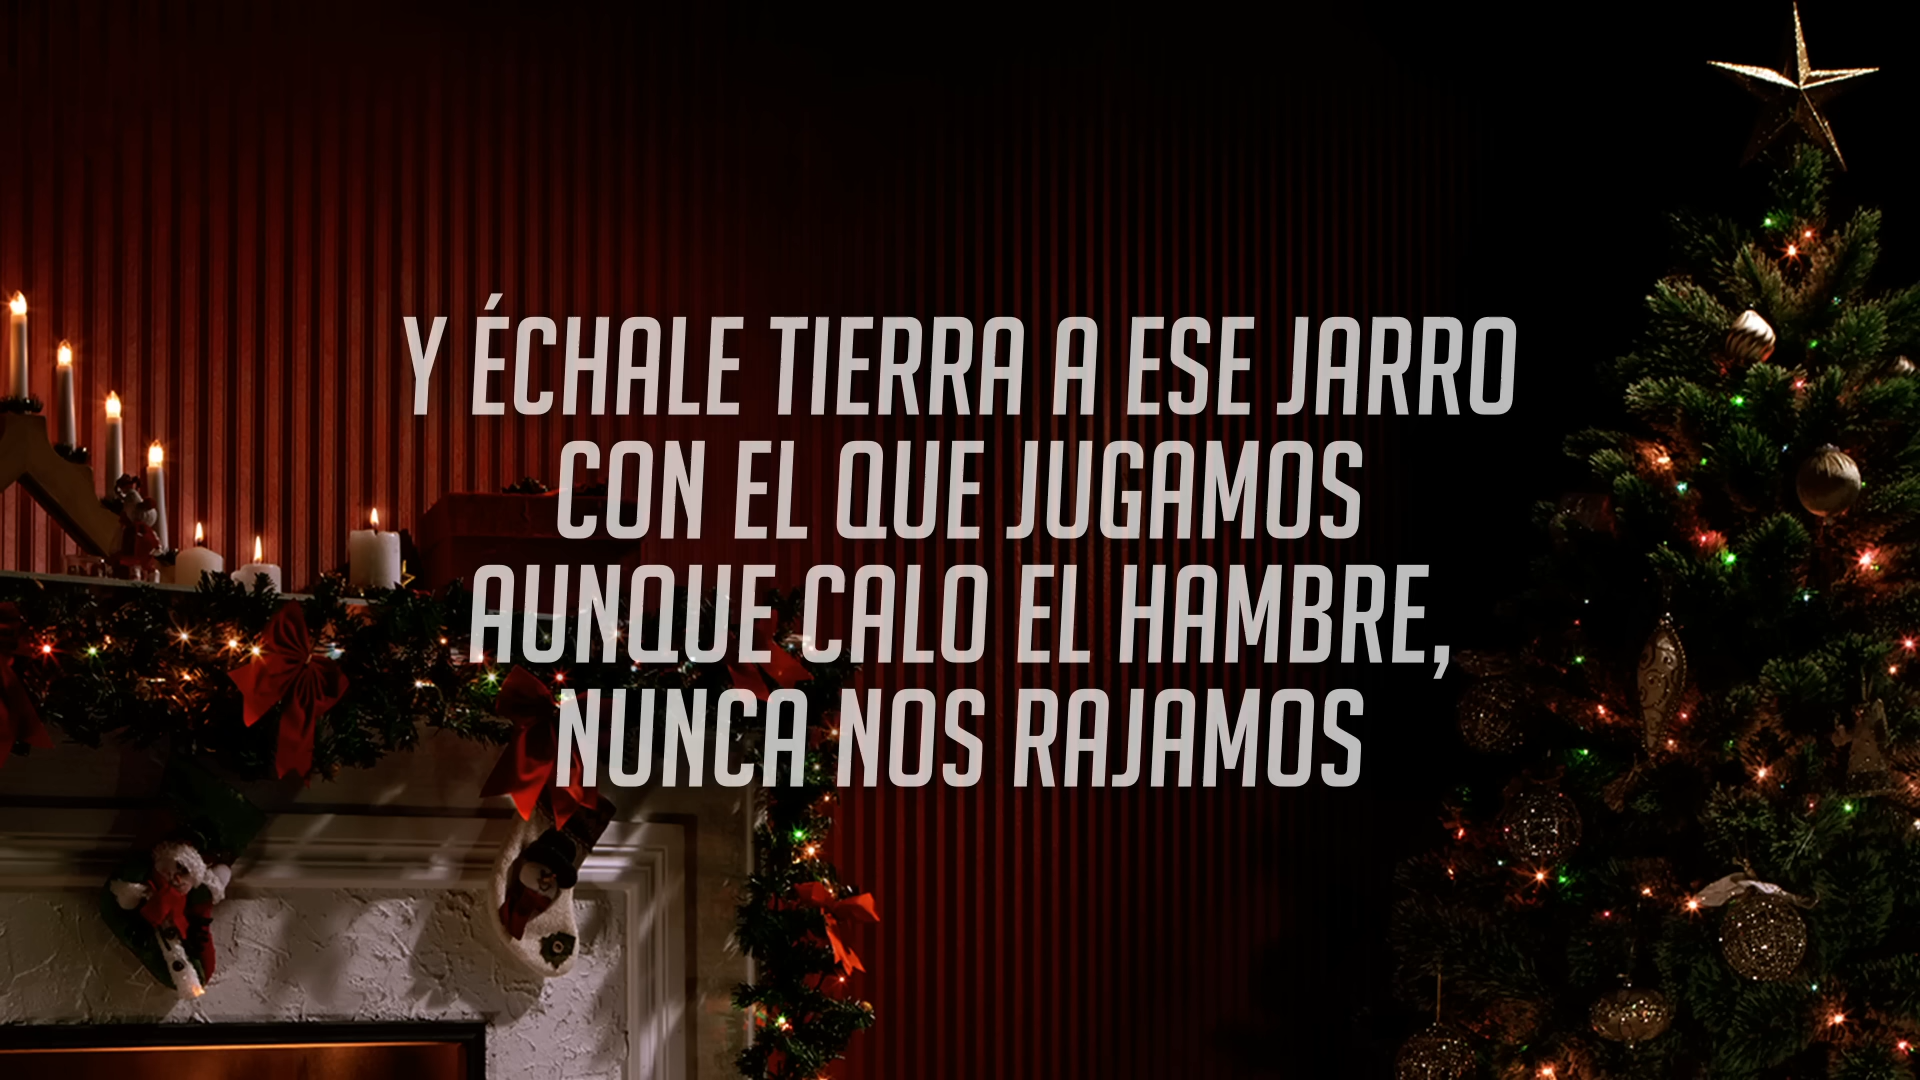 Y ÉCHALE TIERRA A ESE JARRO
CON EL QUE JUGAMOS
AUNQUE CALO EL HAMBRE,
NUNCA NOS RAJAMOS